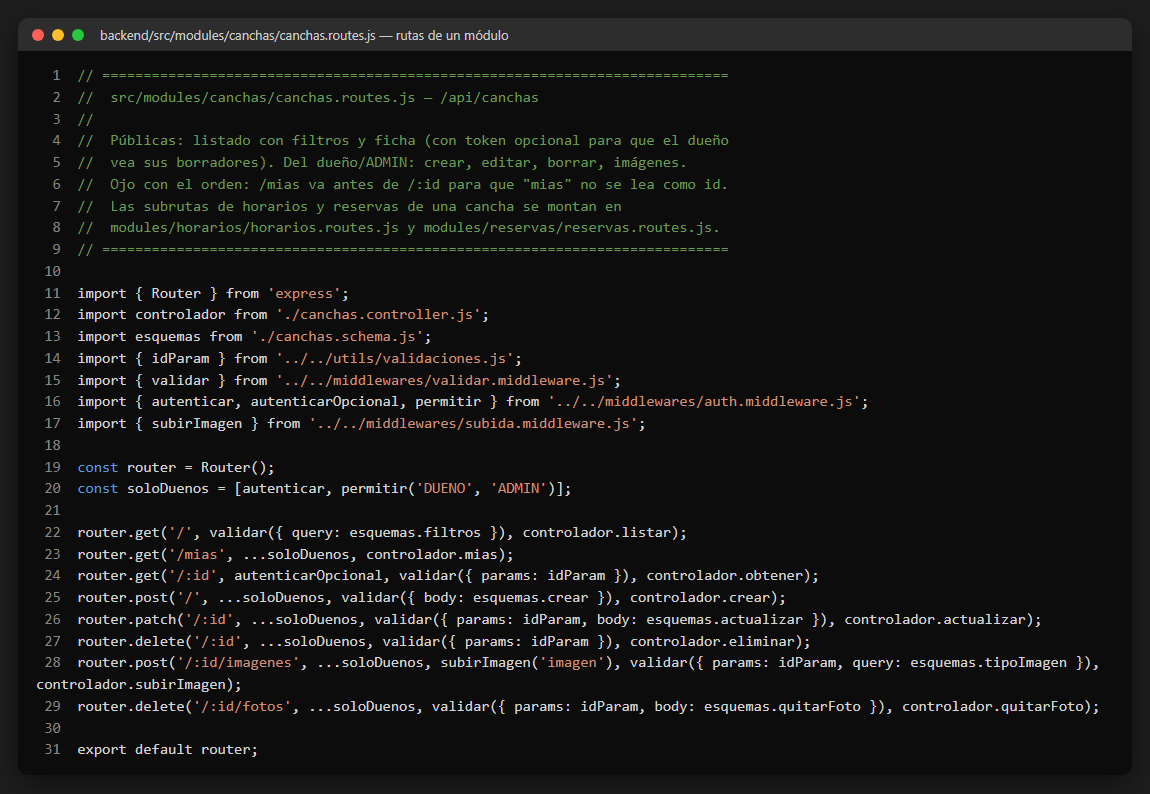 backend/src/modules/canchas/canchas.routes.js — rutas de un módulo
1 // ============================================================================
2 //  src/modules/canchas/canchas.routes.js — /api/canchas
3 //
4 //  Públicas: listado con filtros y ficha (con token opcional para que el dueño
5 //  vea sus borradores). Del dueño/ADMIN: crear, editar, borrar, imágenes.
6 //  Ojo con el orden: /mias va antes de /:id para que "mias" no se lea como id.
7 //  Las subrutas de horarios y reservas de una cancha se montan en
8 //  modules/horarios/horarios.routes.js y modules/reservas/reservas.routes.js.
9 // ============================================================================
10
11 import { Router } from 'express';
12 import controlador from './canchas.controller.js';
13 import esquemas from './canchas.schema.js';
14 import { idParam } from '../../utils/validaciones.js';
15 import { validar } from '../../middlewares/validar.middleware.js';
16 import { autenticar, autenticarOpcional, permitir } from '../../middlewares/auth.middleware.js';
17 import { subirImagen } from '../../middlewares/subida.middleware.js';
18
19 const router = Router();
20 const soloDuenos = [autenticar, permitir('DUENO', 'ADMIN')];
21
22 router.get('/', validar({ query: esquemas.filtros }), controlador.listar);
23 router.get('/mias', ...soloDuenos, controlador.mias);
24 router.get('/:id', autenticarOpcional, validar({ params: idParam }), controlador.obtener);
25 router.post('/', ...soloDuenos, validar({ body: esquemas.crear }), controlador.crear);
26 router.patch('/:id', ...soloDuenos, validar({ params: idParam, body: esquemas.actualizar }), controlador.actualizar);
27 router.delete('/:id', ...soloDuenos, validar({ params: idParam }), controlador.eliminar);
28 router.post('/:id/imagenes', ...soloDuenos, subirImagen('imagen'), validar({ params: idParam, query: esquemas.tipoImagen }),
controlador.subirImagen);
29 router.delete('/:id/fotos', ...soloDuenos, validar({ params: idParam, body: esquemas.quitarFoto }), controlador.quitarFoto);
30
31 export default router;